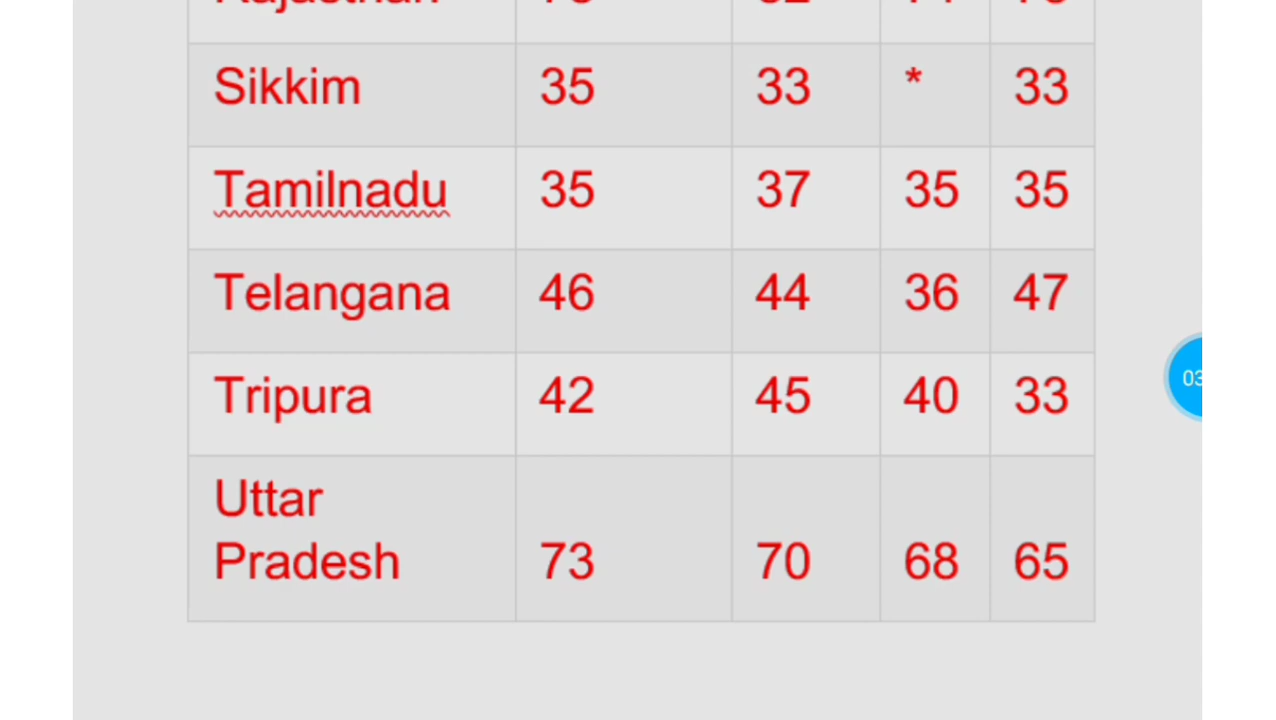 Sikkim 35 33 * 33
Tamilnadu 35 37 35 35
Telangana 46 44 36 47
Tripura 42 45 40 33
Uttar
Pradesh 73 70 68 65
03